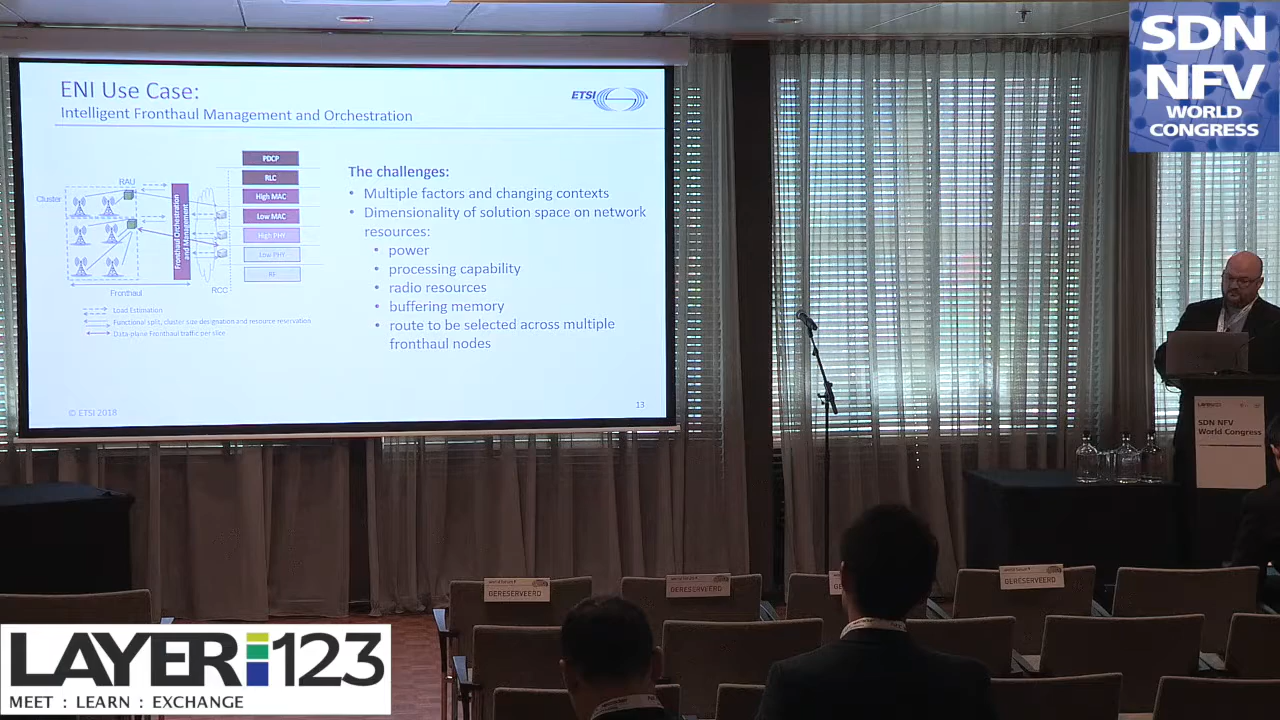 SDN
NFV
WORLD
CONGRESS
ENI Use Case:
Intelligent Fronthaul Management and Orchestration
ETSI
PDCP
RLC
High MAC
Low MAC
High PHY
Low PHY
RF
RAU
Cluster
Fronthaul Orchestration
and Management
Fronthaul
RCC
Load Estimation
Functional split, cluster size designation and resource reservation
Data-plane Fronthaul traffic per slice
The challenges:
• Multiple factors and changing contexts
• Dimensionality of solution space on network
resources:
• power
• processing capability
• radio resources
• buffering memory
• route to be selected across multiple
fronthaul nodes
© ETSI 2018
13
SDN NFV
World Congress
GERESERVEERD
GERESERVEERD
GERESERVEERD
LAYER123
MEET : LEARN : EXCHANGE